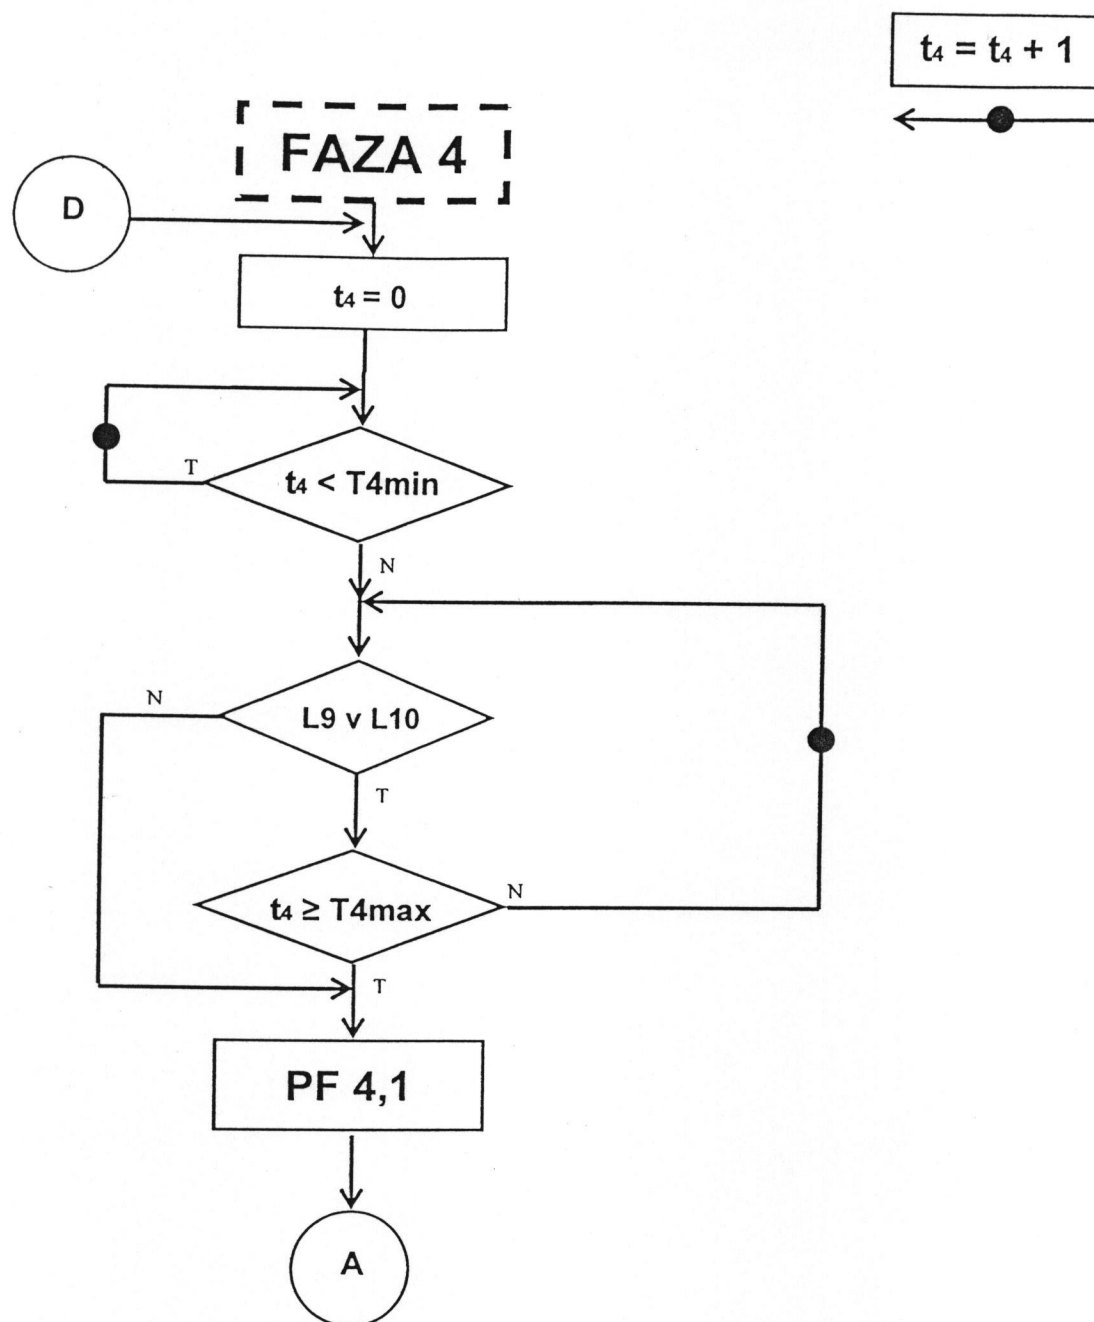 t₄ = t₄ + 1
FAZA 4
D
t₄ = 0
T
t₄ < T4min
N
N
L9 v L10
T
t₄ ≥ T4max
N
T
PF 4,1
A